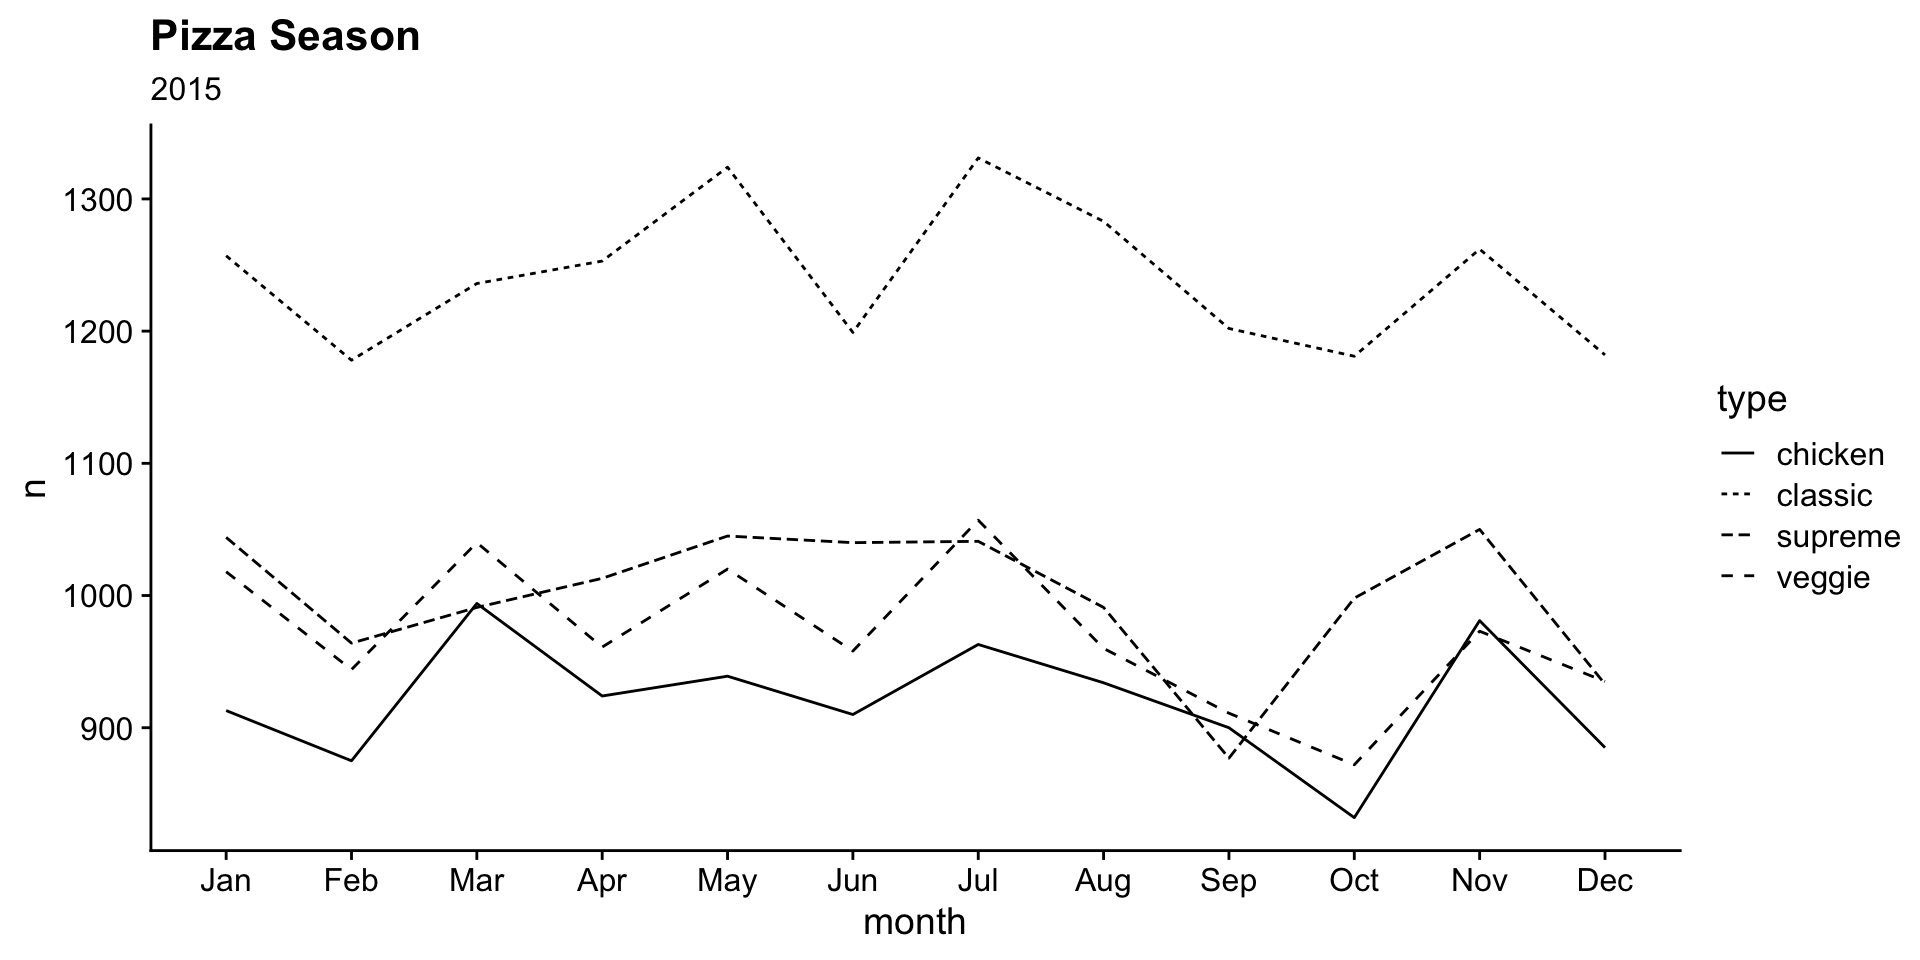 Pizza Season
2015
1300
1200
1100
1000
900
n
Jan Feb Mar Apr May Jun Jul Aug Sep Oct Nov Dec
month
type
chicken
classic
supreme
veggie